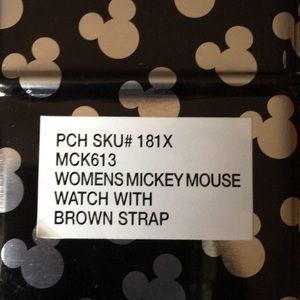 PCH SKU# 181X
MCK613
WOMENS MICKEY MOUSE
WATCH WITH
BROWN STRAP